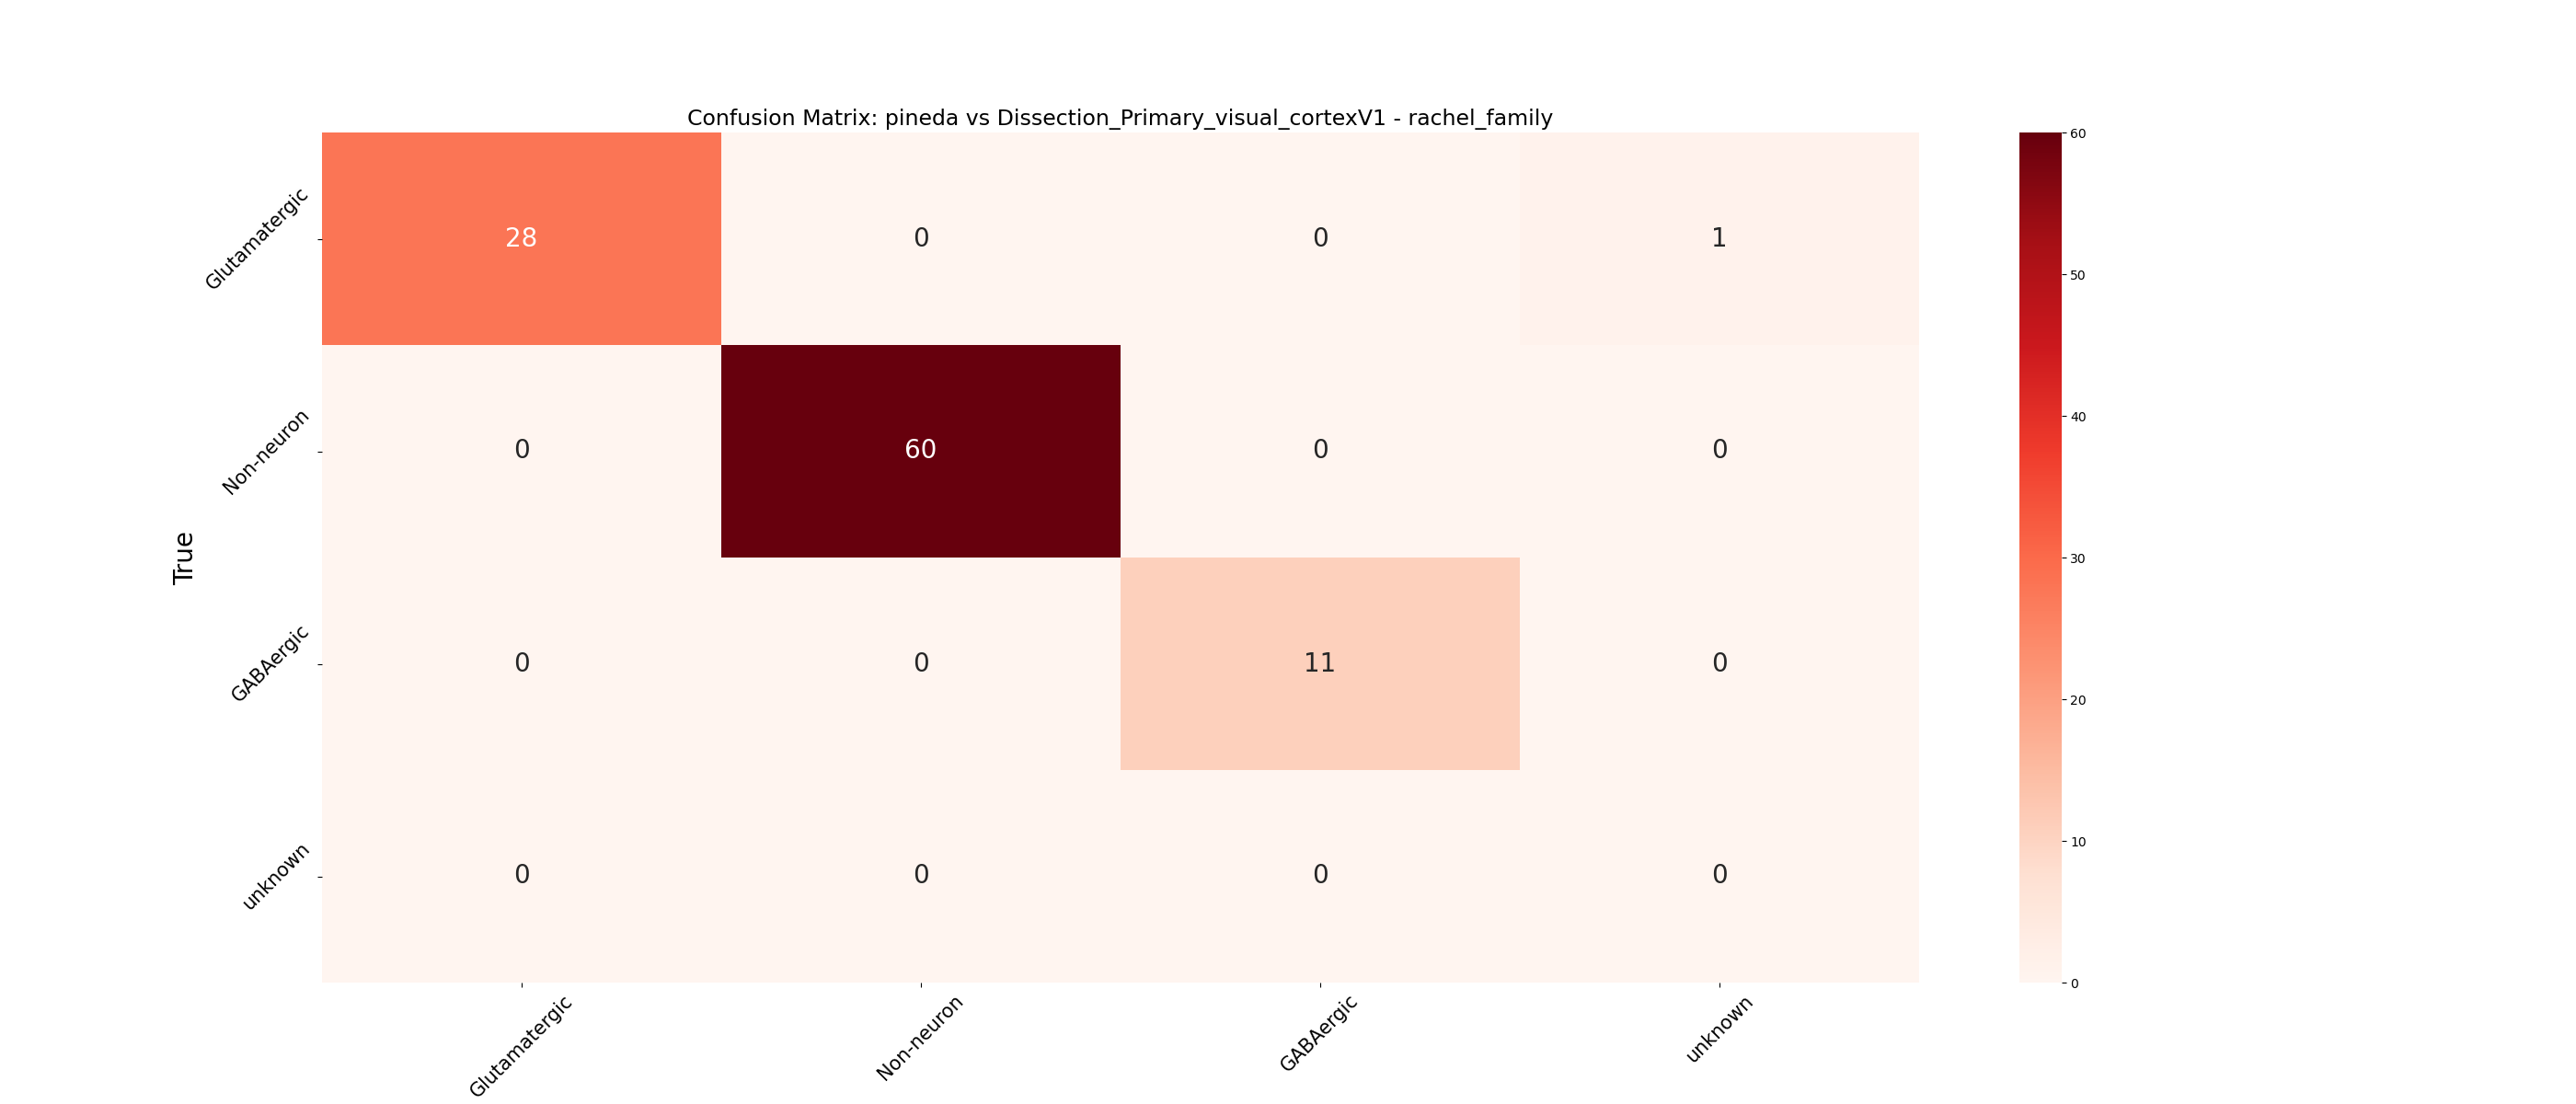 Confusion Matrix: pineda vs Dissection_Primary_visual_cortexV1 - rachel_family
True
Glutamatergic 28 0 0 1
Non-neuron 0 60 0 0
GABAergic 0 0 11 0
unknown 0 0 0 0
Glutamatergic Non-neuron GABAergic unknown
60
50
40
30
20
10
0